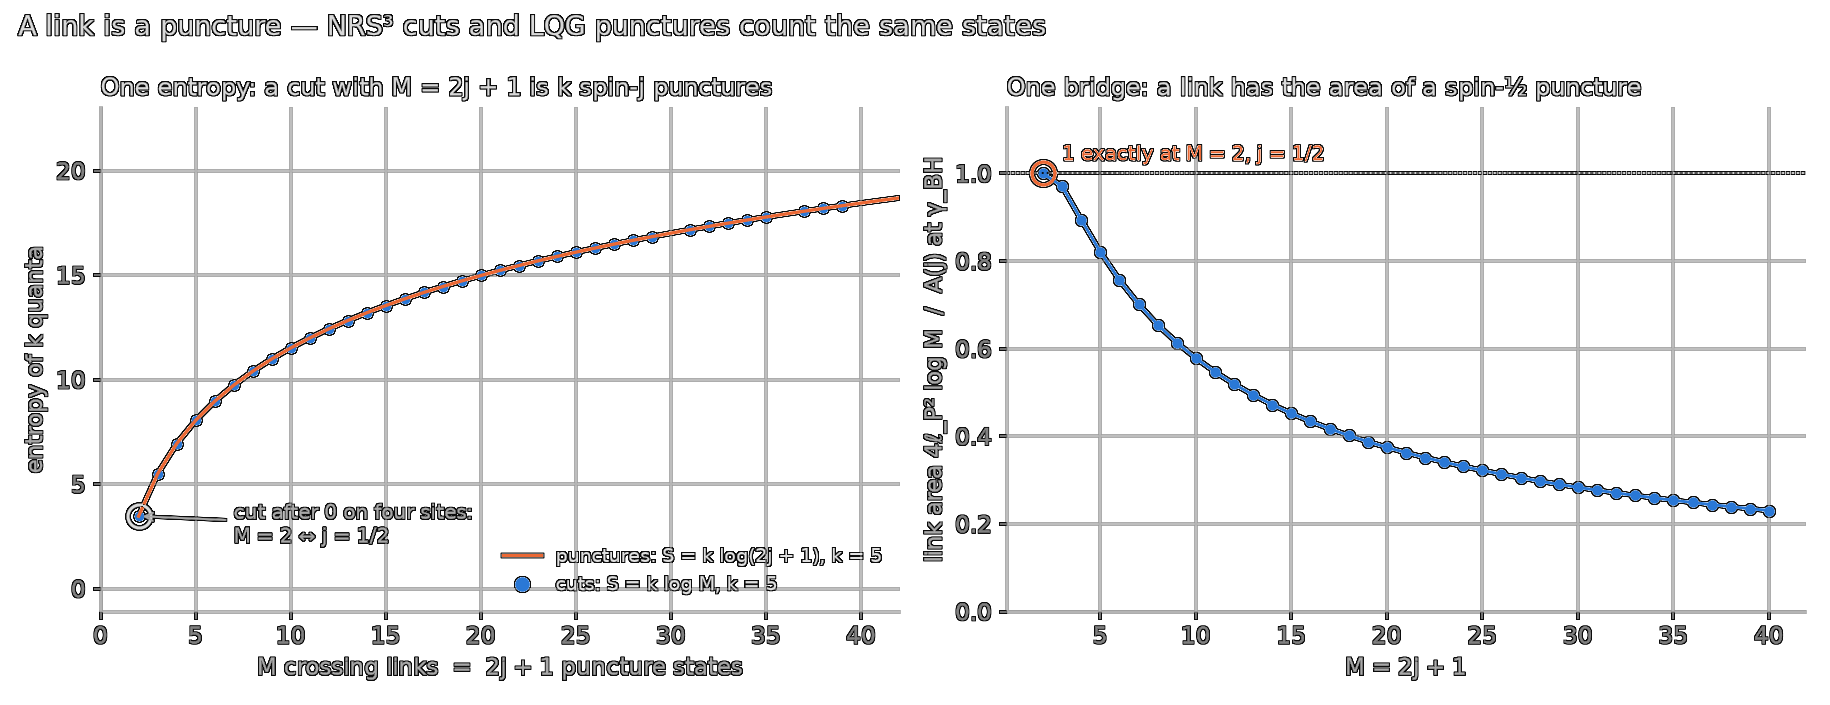 A link is a puncture — NRS³ cuts and LQG punctures count the same states
One entropy: a cut with M = 2j + 1 is k spin-j punctures
entropy of k quanta
20
15
10
5
0
cut after 0 on four sites:
M = 2 ⇔ j = 1/2
punctures: S = k log(2j + 1), k = 5
cuts: S = k log M, k = 5
0 5 10 15 20 25 30 35 40
M crossing links = 2j + 1 puncture states
One bridge: a link has the area of a spin-½ puncture
link area 4ℓ_P² log M / A(j) at γ_BH
1 exactly at M = 2, j = 1/2
1.0
0.8
0.6
0.4
0.2
0.0
5 10 15 20 25 30 35 40
M = 2j + 1